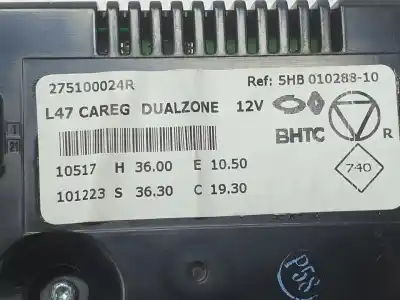 275100024R Ref: 5HB 010288-10
L47 CAREG DUALZONE 12V
BHTC R
10517 H 36.00 E 10.50
740
101223 S 36.30 C 19.30